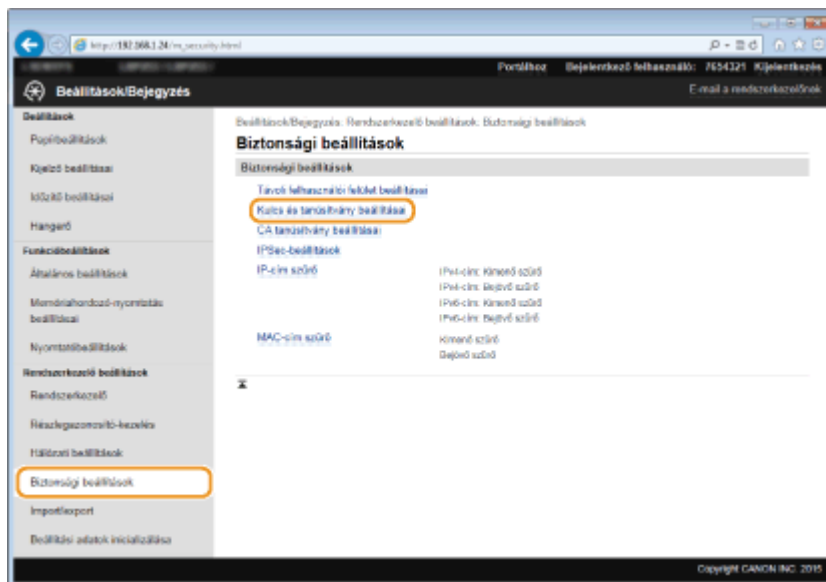 http://192.168.1.24/m_security.html
Portálhoz Bejelentkező felhasználó: 7654321 Kijelentkezés
Beállítások/Bejegyzés
E-mail a rendszerkezelőnek
Beállítások
Papírbeállítások
Kijelző beállításai
Időzítő beállításai
Hangerő
Funkcióbeállítások
Általános beállítások
Memóriahordozó-nyomtatás
beállításai
Nyomtatóbeállítások
Rendszerkezelő beállítások
Rendszerkezelő
Részlegazonosító-kezelés
Hálózati beállítások
Biztonsági beállítások
Import/export
Beállítási adatok inicializálása
Beállítások/Bejegyzés: Rendszerkezelő beállítások: Biztonsági beállítások
Biztonsági beállítások
Biztonsági beállítások
Távoli felhasználói felület beállításai
Kulcs és tanúsítvány beállításai
CA tanúsítvány beállításai
IPSec-beállítások
IP-cím szűrő
IPv4-cím: Kimenő szűrő
IPv4-cím: Bejövő szűrő
IPv6-cím: Kimenő szűrő
IPv6-cím: Bejövő szűrő
MAC-cím szűrő
Kimenő szűrő
Bejövő szűrő
Copyright CANON INC. 2015